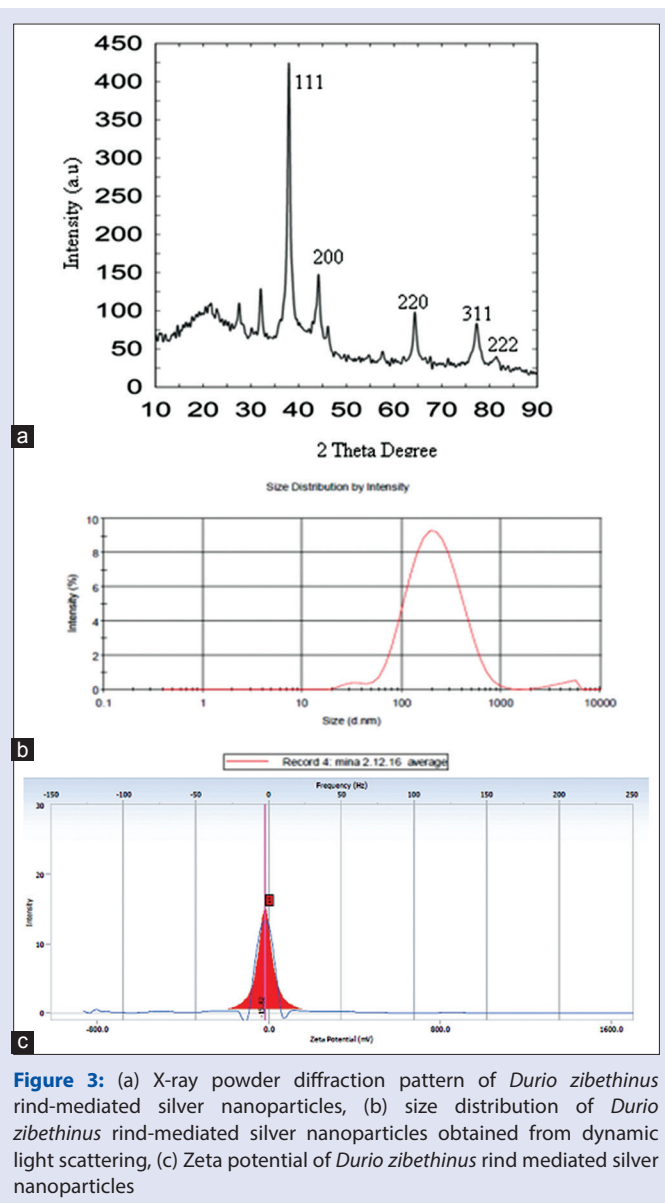 450
400
350
300
250
200
150
100
50
0
Intensity (a.u)
111
200
220
311
222
10 20 30 40 50 60 70 80 90
2 Theta Degree
a
Size Distribution by Intensity
10
8
6
4
2
0
Intensity (%)
0.1 1 10 100 1000 10000
Size (d.nm)
b
Record 4: mina 2.12.16 average
Frequency (Hz)
-150 -100 -50 0 50 100 150 200 250
30
20
10
0
Intensity
-800.0 0.0 800.0 1600.0
Zeta Potential (mV)
c
Figure 3: (a) X-ray powder diffraction pattern of Durio zibethinus
rind-mediated silver nanoparticles, (b) size distribution of Durio
zibethinus rind-mediated silver nanoparticles obtained from dynamic
light scattering, (c) Zeta potential of Durio zibethinus rind mediated silver
nanoparticles